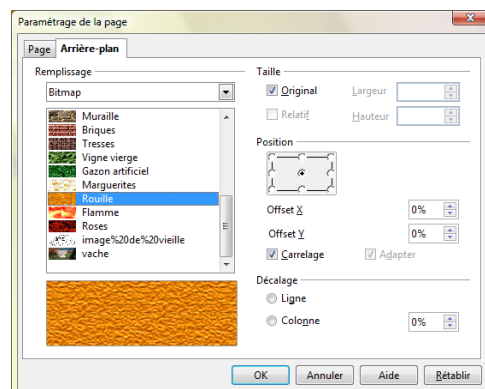 Paramétrage de la page
Page Arrière-plan
Remplissage
Bitmap
Muraille
Briques
Tresses
Vigne vierge
Gazon artificiel
Marguerites
Rouille
Flamme
Roses
image%20de%20vieille
vache
Taille
Original Largeur
Relatif Hauteur
Position
Offset X 0%
Offset Y 0%
Carrelage Adapter
Décalage
Ligne
Colonne 0%
OK Annuler Aide Rétablir